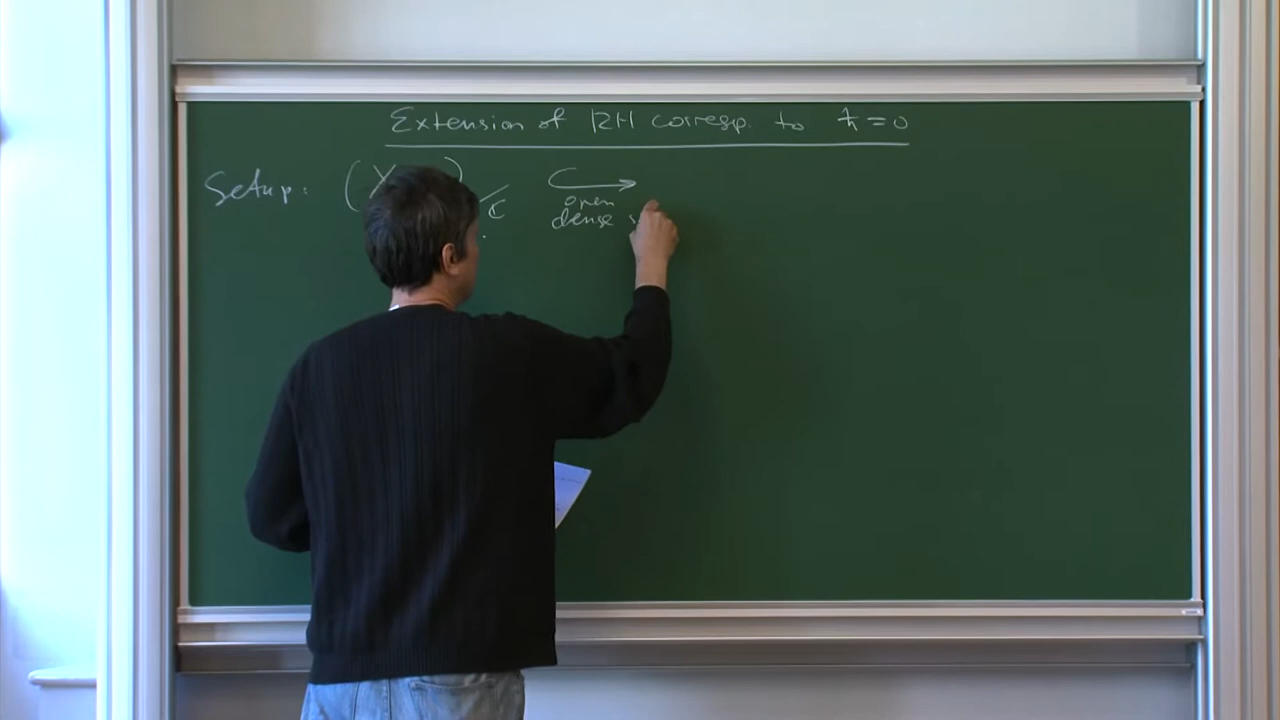 Extension of RH corresp. to ℏ = 0
Setup: (X ) /ℂ ↪
open
dense